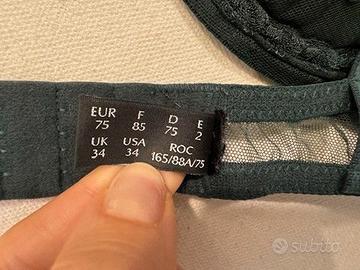 EUR F D E
75 85 75 2
UK USA ROC
34 34 165/88A/75
subito